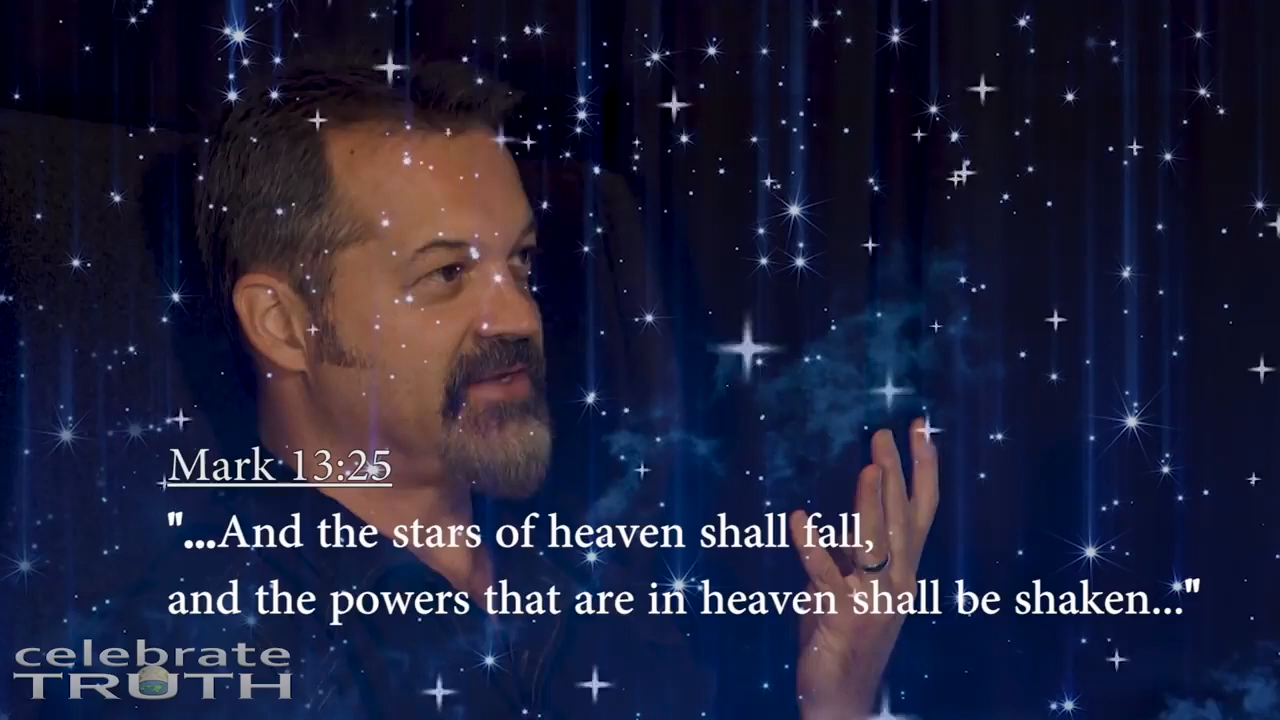 Mark 13:25
"...And the stars of heaven shall fall,
and the powers that are in heaven shall be shaken..."
celebrate
TRUTH